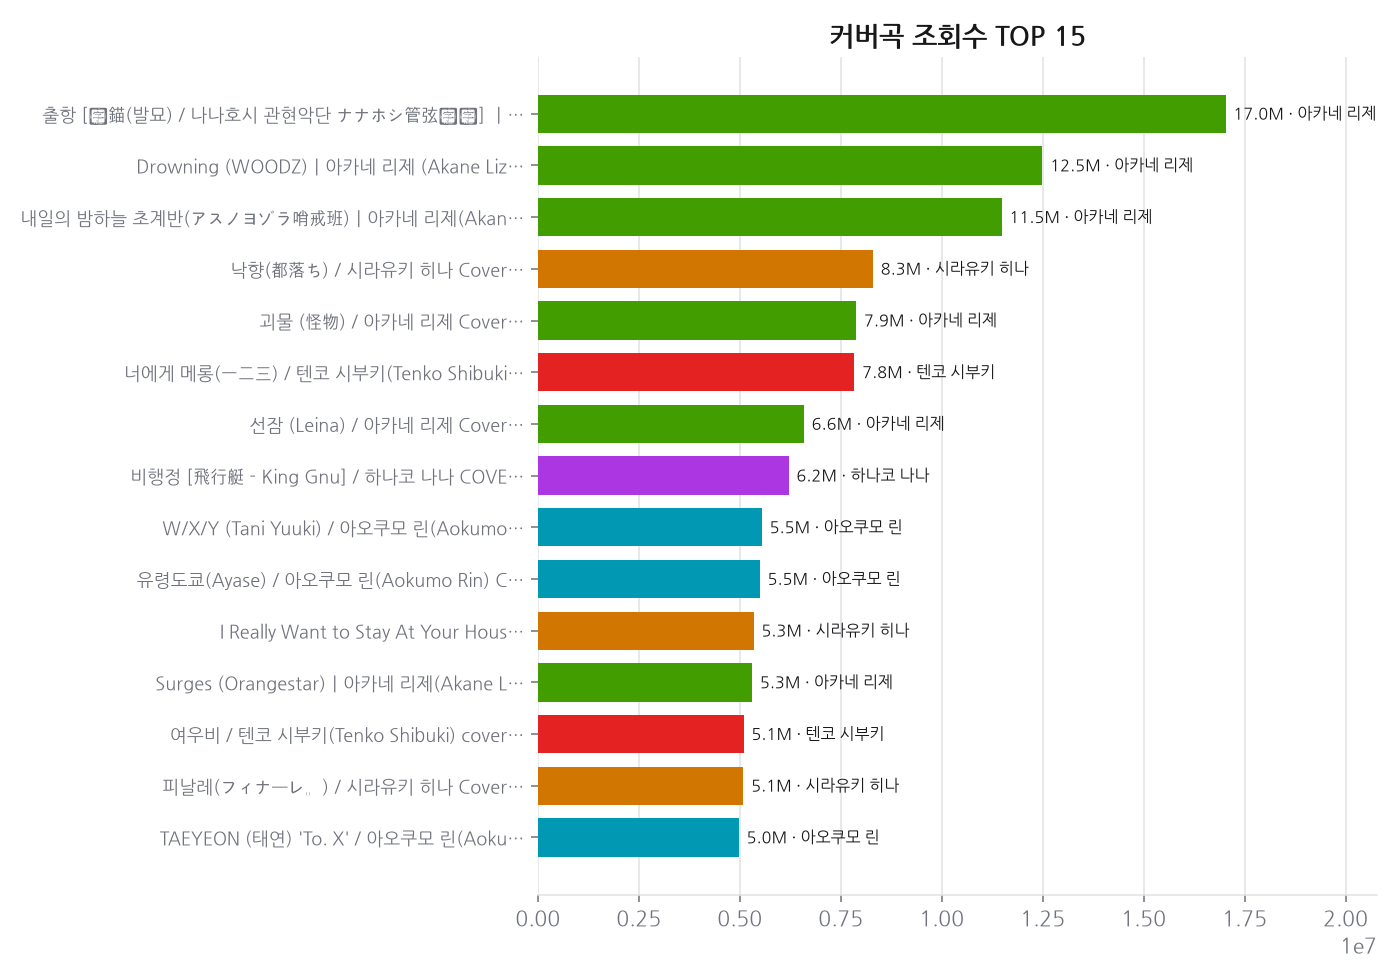 커버곡 조회수 TOP 15
출항 [錨(발묘) / 나나호시 관현악단 ナナホシ管弦] | …
17.0M · 아카네 리제
Drowning (WOODZ) | 아카네 리제 (Akane Liz…
12.5M · 아카네 리제
내일의 밤하늘 초계반(アスノヨゾラ哨戒班) | 아카네 리제(Akan…
11.5M · 아카네 리제
낙향(都落ち) / 시라유키 히나 Cover…
8.3M · 시라유키 히나
괴물 (怪物) / 아카네 리제 Cover…
7.9M · 아카네 리제
너에게 메롱(一二三) / 텐코 시부키(Tenko Shibuki…
7.8M · 텐코 시부키
선잠 (Leina) / 아카네 리제 Cover…
6.6M · 아카네 리제
비행정 [飛行艇 - King Gnu] / 하나코 나나 COVE…
6.2M · 하나코 나나
W/X/Y (Tani Yuuki) / 아오쿠모 린(Aokumo…
5.5M · 아오쿠모 린
유령도쿄(Ayase) / 아오쿠모 린(Aokumo Rin) C…
5.5M · 아오쿠모 린
I Really Want to Stay At Your Hous…
5.3M · 시라유키 히나
Surges (Orangestar) | 아카네 리제(Akane L…
5.3M · 아카네 리제
여우비 / 텐코 시부키(Tenko Shibuki) cover…
5.1M · 텐코 시부키
피날레(フィナーレ。) / 시라유키 히나 Cover…
5.1M · 시라유키 히나
TAEYEON (태연) 'To. X' / 아오쿠모 린(Aoku…
5.0M · 아오쿠모 린
0.00 0.25 0.50 0.75 1.00 1.25 1.50 1.75 2.00
1e7